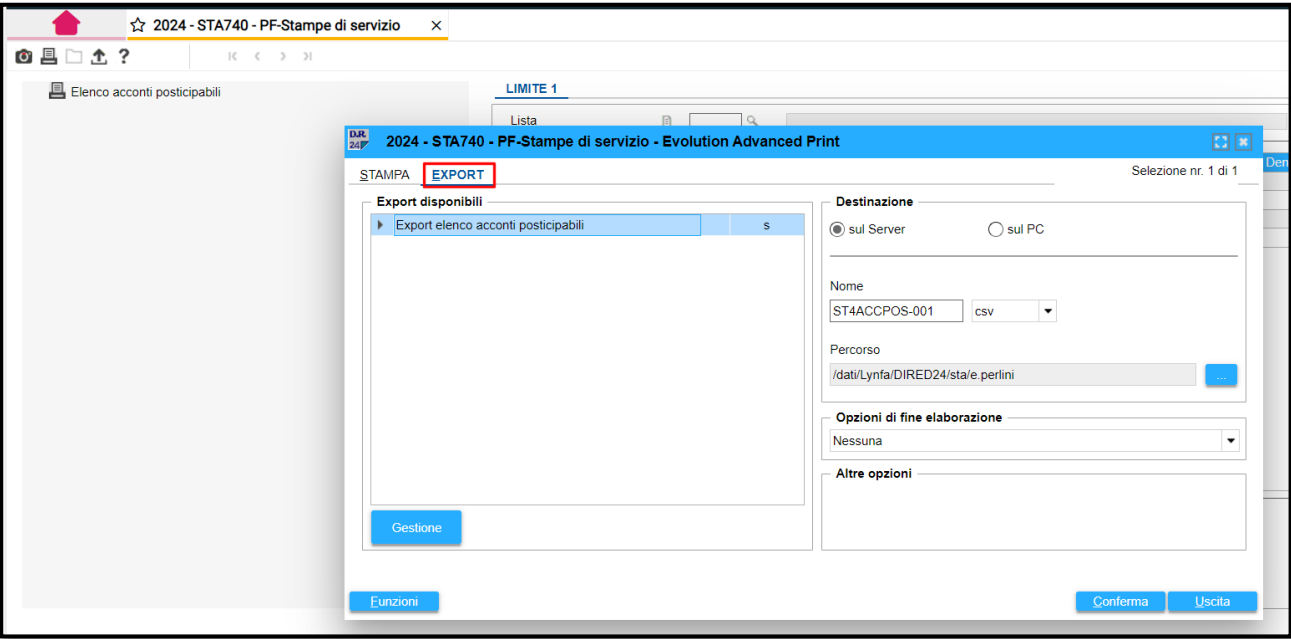 2024 - STA740 - PF-Stampe di servizio
?
Elenco acconti posticipabili
LIMITE 1
Lista
D.R.
24
2024 - STA740 - PF-Stampe di servizio - Evolution Advanced Print
Den
STAMPA EXPORT
Selezione nr. 1 di 1
Export disponibili
Export elenco acconti posticipabili s
Destinazione
sul Server sul PC
Nome
ST4ACCPOS-001 csv
Percorso
/dati/Lynfa/DIRED24/sta/e.perlini ...
Opzioni di fine elaborazione
Nessuna
Altre opzioni
Gestione
Funzioni
Conferma Uscita